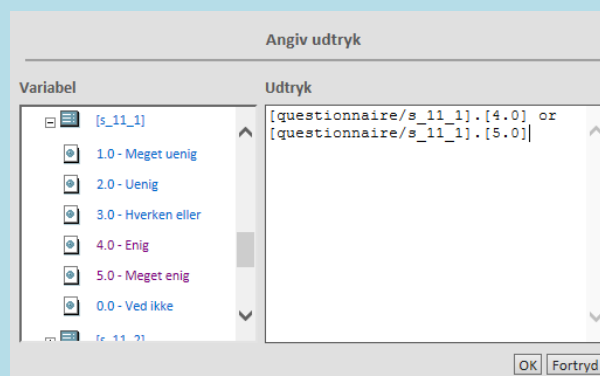 Angiv udtryk
Variabel
Udtryk
[s_11_1]
1.0 - Meget uenig
2.0 - Uenig
3.0 - Hverken eller
4.0 - Enig
5.0 - Meget enig
0.0 - Ved ikke
[s_11_2]
[questionnaire/s_11_1].[4.0] or
[questionnaire/s_11_1].[5.0]
OK
Fortryd